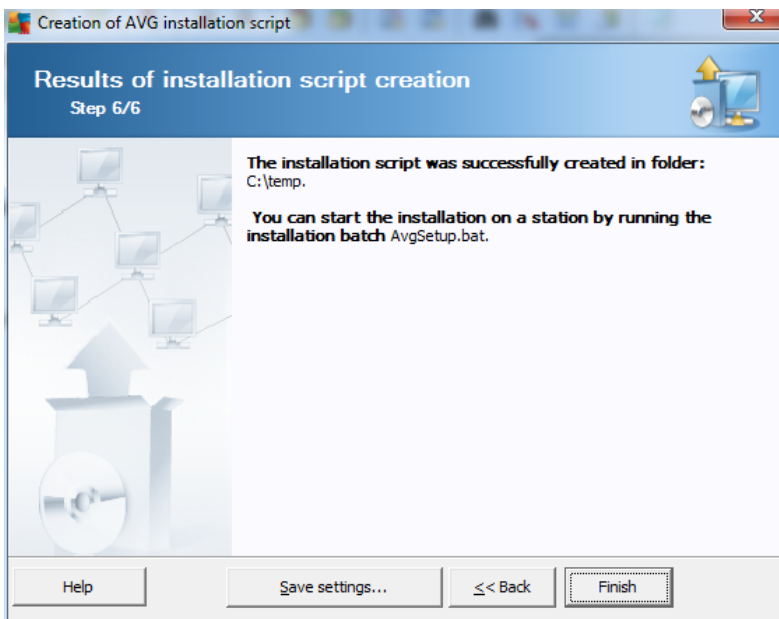 Creation of AVG installation script
Results of installation script creation
Step 6/6
The installation script was successfully created in folder:
C:\temp.
You can start the installation on a station by running the
installation batch AvgSetup.bat.
Help
Save settings...
<< Back
Finish